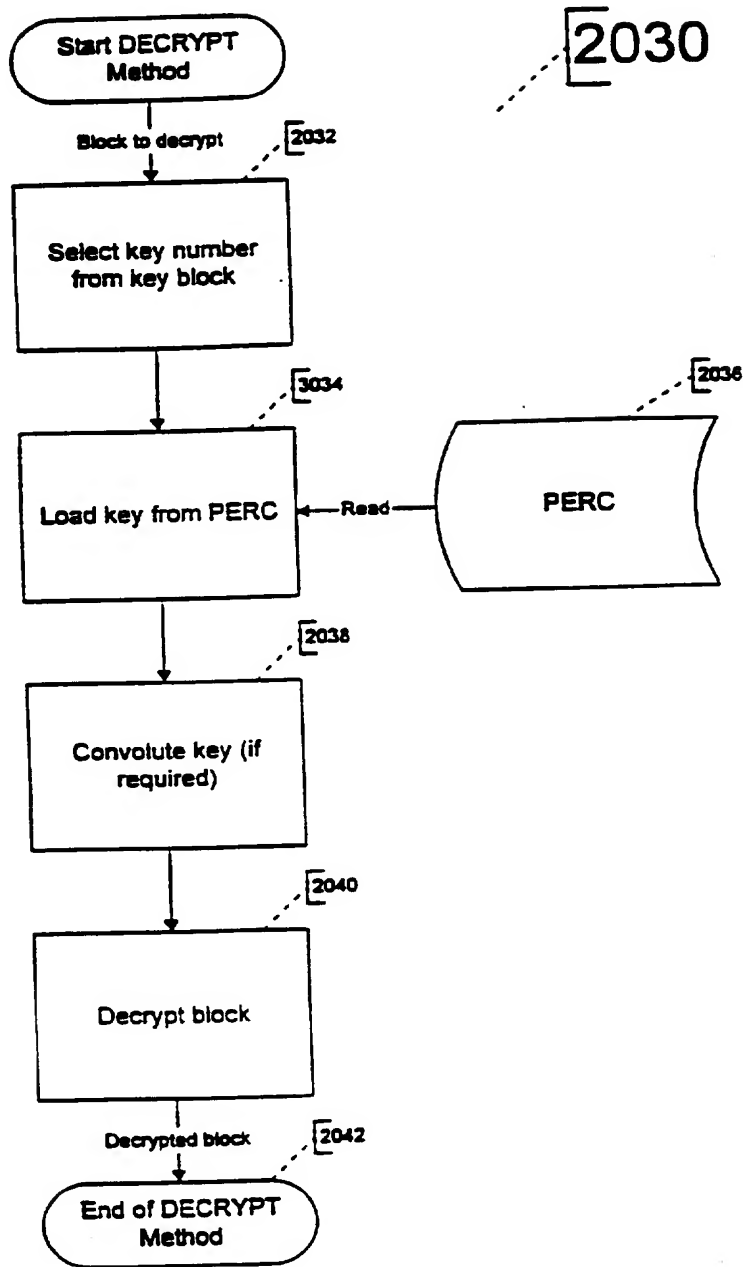 Start DECRYPT
Method
2030
Block to decrypt
2032
Select key number
from key block
3034
2036
Load key from PERC
Read
PERC
2038
Convolute key (if
required)
2040
Decrypt block
Decrypted block
2042
End of DECRYPT
Method